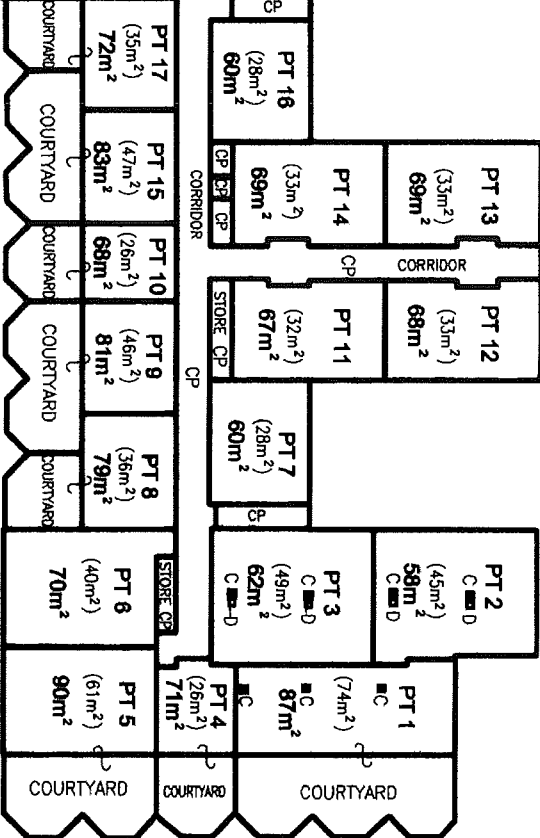 CP
COURTYARD
PT 17
(35m²)
72m²
PT 16
(28m²)
60m²
COURTYARD
PT 15
(47m²)
83m²
CORRIDOR
CP
CP
CP
PT 14
(33m²)
69m²
PT 13
(33m²)
69m²
COURTYARD
PT 10
(26m²)
68m²
CP
CORRIDOR
COURTYARD
PT 9
(46m²)
81m²
CP
STORE CP
PT 11
(32m²)
67m²
PT 12
(33m²)
68m²
COURTYARD
PT 8
(36m²)
79m²
PT 7
(28m²)
60m²
CP
PT 6
(40m²)
70m²
STORE CP
PT 3
(49m²)
62m²
C D
C D
PT 2
(45m²)
58m²
C D
C D
PT 5
(61m²)
90m²
PT 4
(26m²)
71m²
C
PT 1
(74m²)
87m²
C
C
COURTYARD
COURTYARD
COURTYARD